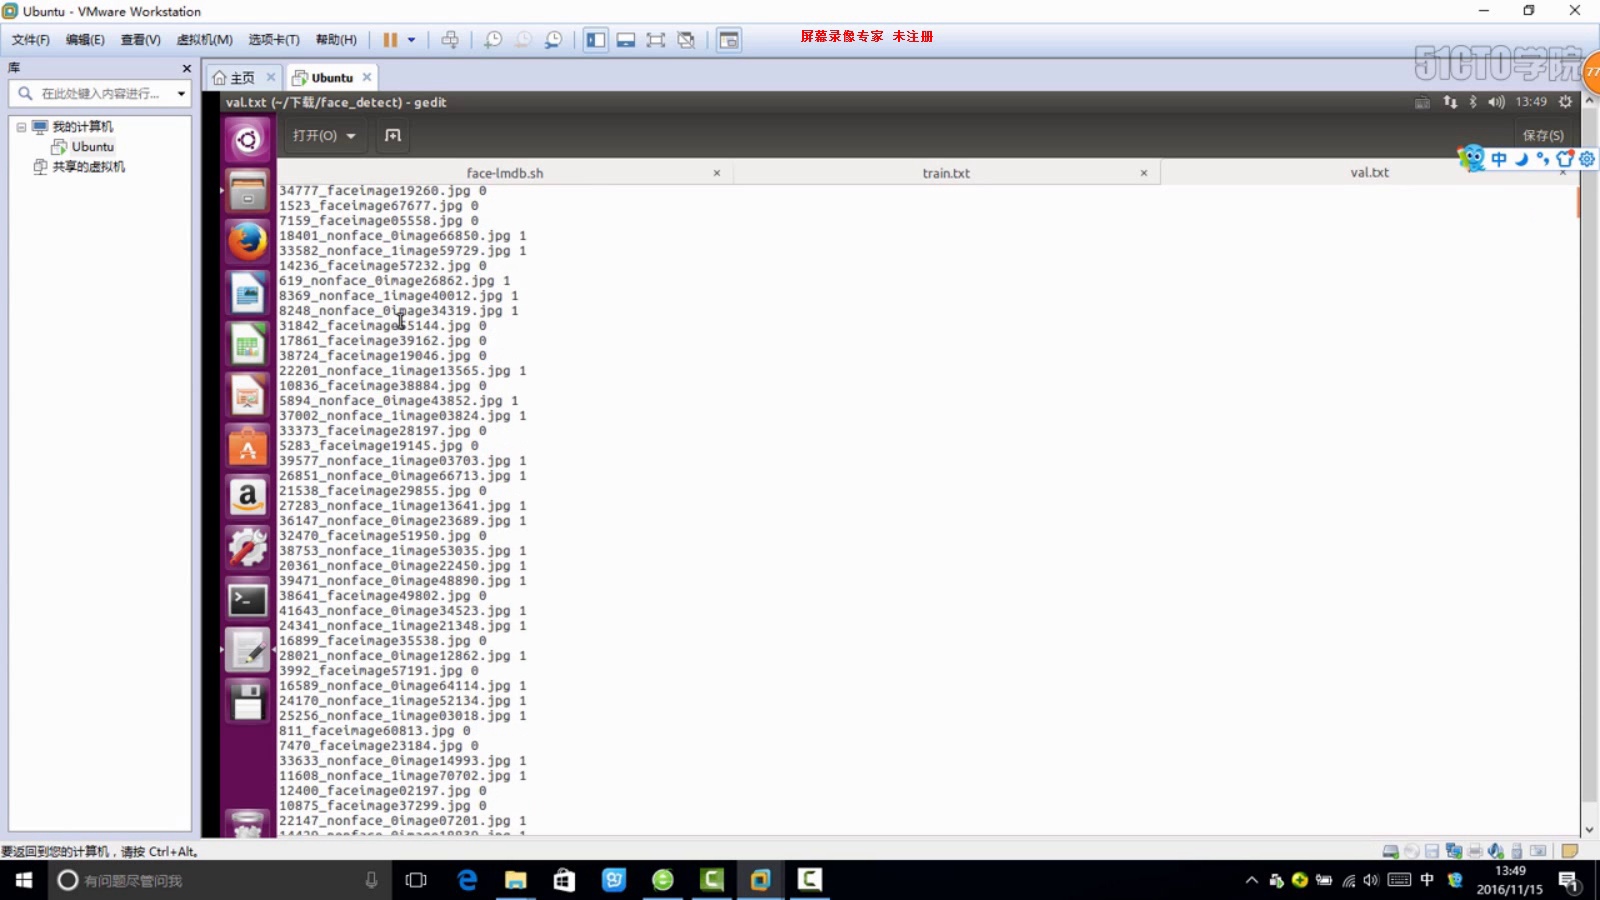 Ubuntu - VMware Workstation
文件(F) 编辑(E) 查看(V) 虚拟机(M) 选项卡(T) 帮助(H)
屏幕录像专家 未注册
51CTO学院
77
库
主页
Ubuntu
在此处键入内容进行...
我的计算机
Ubuntu
共享的虚拟机
val.txt (~/下载/face_detect) - gedit
13:49
打开(O)
保存(S)
中
face-lmdb.sh
train.txt
val.txt
34777_faceimage19260.jpg 0
1523_faceimage67677.jpg 0
7159_faceimage05558.jpg 0
18401_nonface_0image66850.jpg 1
33582_nonface_1image59729.jpg 1
14236_faceimage57232.jpg 0
619_nonface_0image26862.jpg 1
8369_nonface_1image40012.jpg 1
8248_nonface_0image34319.jpg 1
31842_faceimage55144.jpg 0
17861_faceimage39162.jpg 0
38724_faceimage19046.jpg 0
22201_nonface_1image13565.jpg 1
10836_faceimage38884.jpg 0
5894_nonface_0image43852.jpg 1
37002_nonface_1image03824.jpg 1
33373_faceimage28197.jpg 0
5283_faceimage19145.jpg 0
39577_nonface_1image03703.jpg 1
26851_nonface_0image66713.jpg 1
21538_faceimage29855.jpg 0
27283_nonface_1image13641.jpg 1
36147_nonface_0image23689.jpg 1
32470_faceimage51950.jpg 0
38753_nonface_1image53035.jpg 1
20361_nonface_0image22450.jpg 1
39471_nonface_0image48890.jpg 1
38641_faceimage49802.jpg 0
41643_nonface_0image34523.jpg 1
24341_nonface_1image21348.jpg 1
16899_faceimage35538.jpg 0
28021_nonface_0image12862.jpg 1
3992_faceimage57191.jpg 0
16589_nonface_0image64114.jpg 1
24170_nonface_1image52134.jpg 1
25256_nonface_1image03018.jpg 1
811_faceimage60813.jpg 0
7470_faceimage23184.jpg 0
33633_nonface_0image14993.jpg 1
11608_nonface_1image70702.jpg 1
12400_faceimage02197.jpg 0
10875_faceimage37299.jpg 0
22147_nonface_0image07201.jpg 1
要返回到您的计算机，请按 Ctrl+Alt。
有问题尽管问我
中
13:49
2016/11/15
1